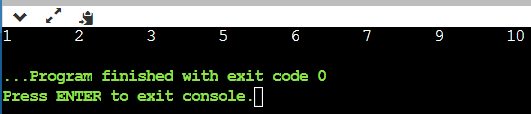 1 2 3 5 6 7 9 10
...Program finished with exit code 0
Press ENTER to exit console.